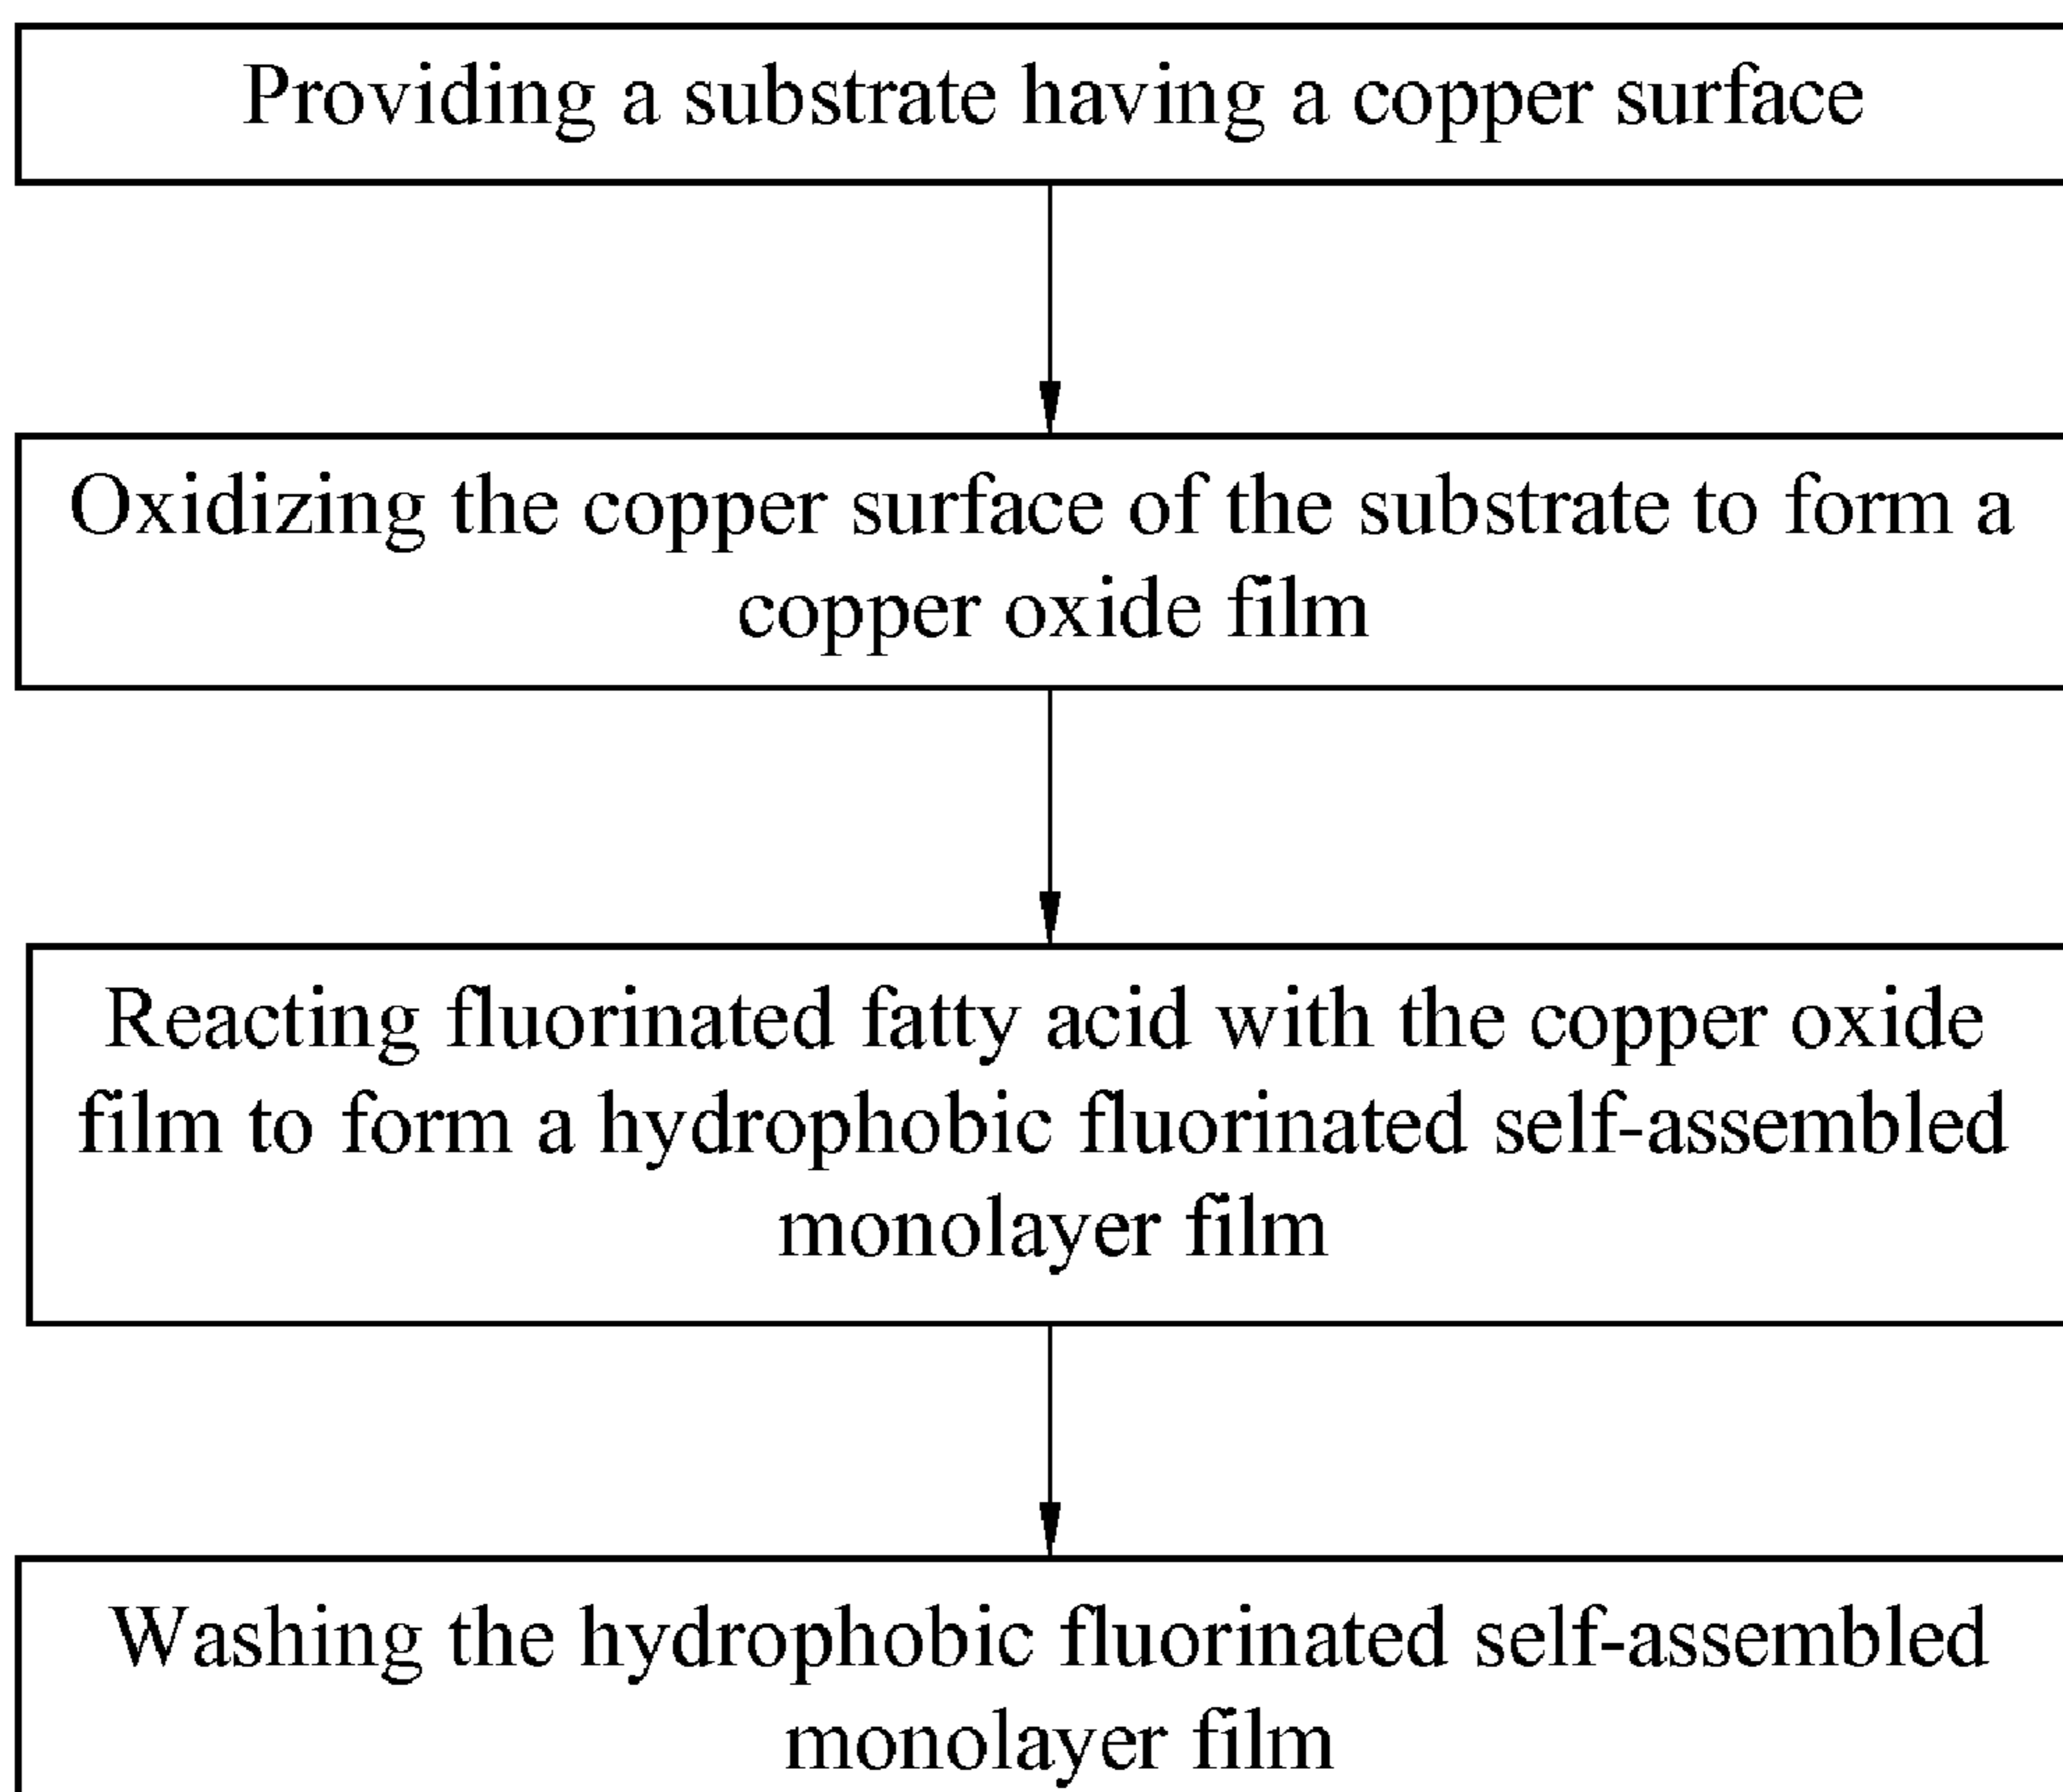 Providing a substrate having a copper surface
Oxidizing the copper surface of the substrate to form a
copper oxide film
Reacting fluorinated fatty acid with the copper oxide
film to form a hydrophobic fluorinated self-assembled
monolayer film
Washing the hydrophobic fluorinated self-assembled
monolayer film